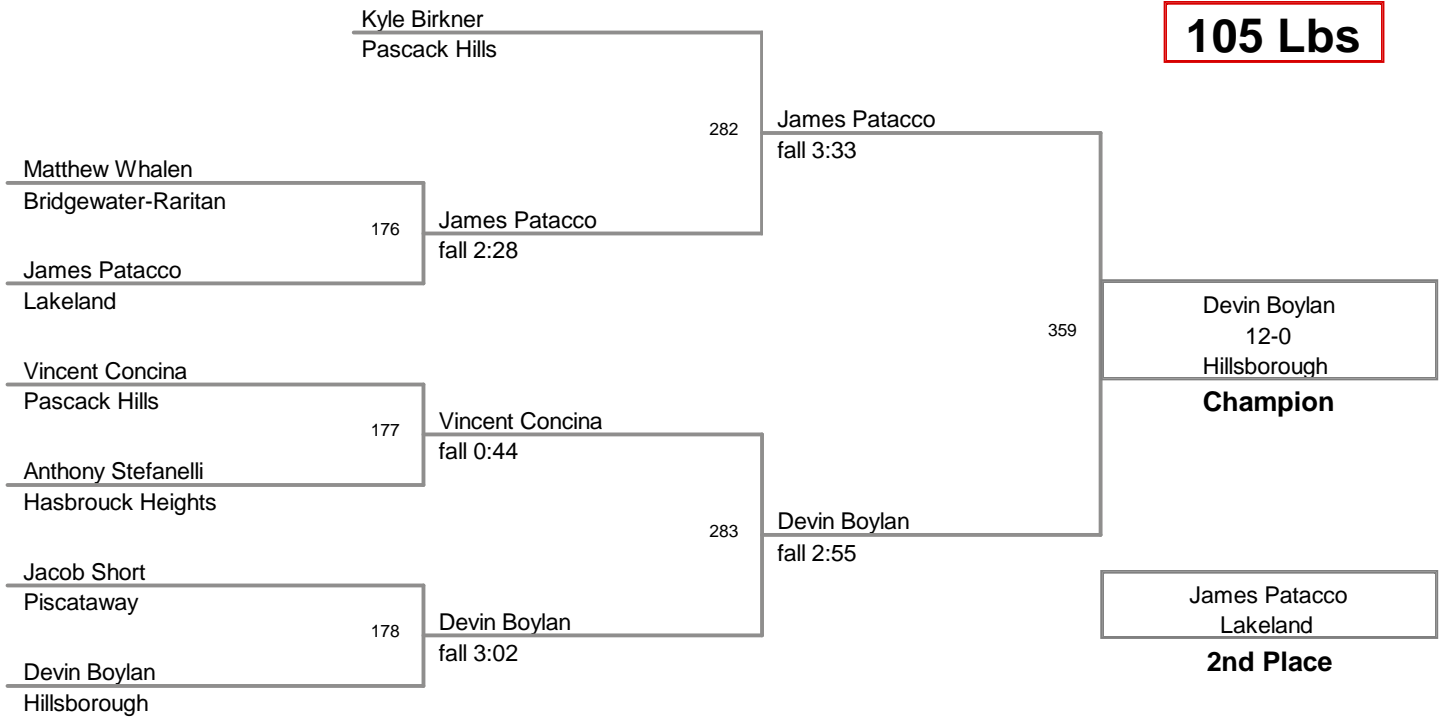 Kyle Birkner
Pascack Hills
105 Lbs
282
James Patacco
fall 3:33
Matthew Whalen
Bridgewater-Raritan
176
James Patacco
fall 2:28
James Patacco
Lakeland
359
Devin Boylan
12-0
Hillsborough
Champion
Vincent Concina
Pascack Hills
177
Vincent Concina
fall 0:44
Anthony Stefanelli
Hasbrouck Heights
283
Devin Boylan
fall 2:55
Jacob Short
Piscataway
178
Devin Boylan
fall 3:02
Devin Boylan
Hillsborough
James Patacco
Lakeland
2nd Place